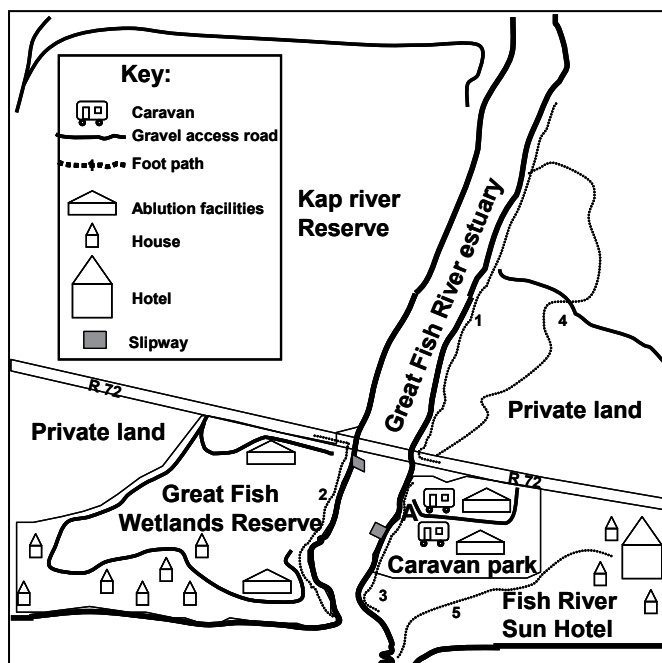 Key:
Caravan
Gravel access road
Foot path
Ablution facilities
House
Hotel
Slipway
Kap river
Reserve
Great Fish River estuary
1
4
R 72
Private land
Private land
R 72
Great Fish
Wetlands Reserve
2
A
Caravan park
3
5
Fish River
Sun Hotel